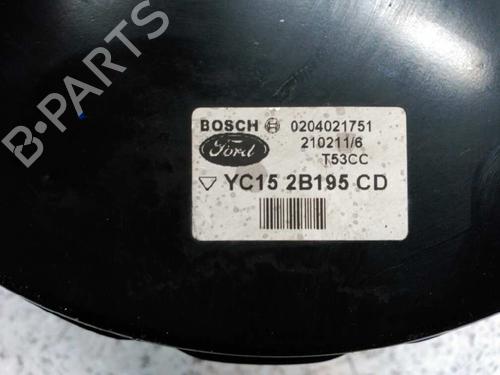 B-PARTS
BOSCH 0204021751
Ford 210211/6
T53CC
YC15 2B195 CD